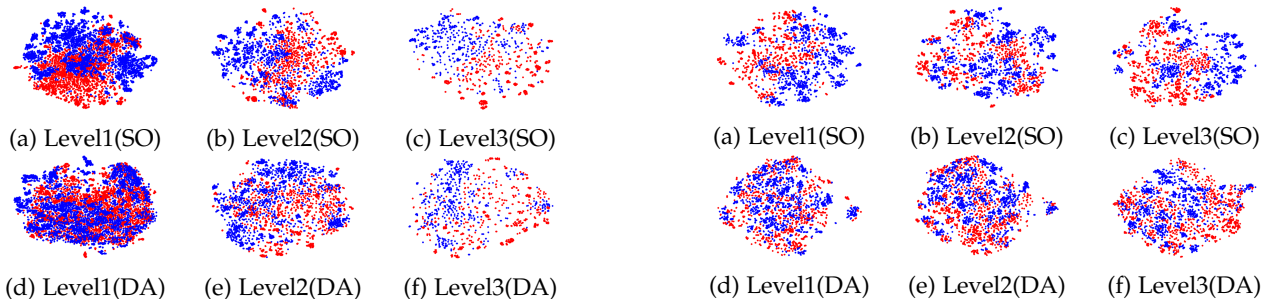 (a) Level1(SO) (b) Level2(SO) (c) Level3(SO) (a) Level1(SO) (b) Level2(SO) (c) Level3(SO)
(d) Level1(DA) (e) Level2(DA) (f) Level3(DA) (d) Level1(DA) (e) Level2(DA) (f) Level3(DA)